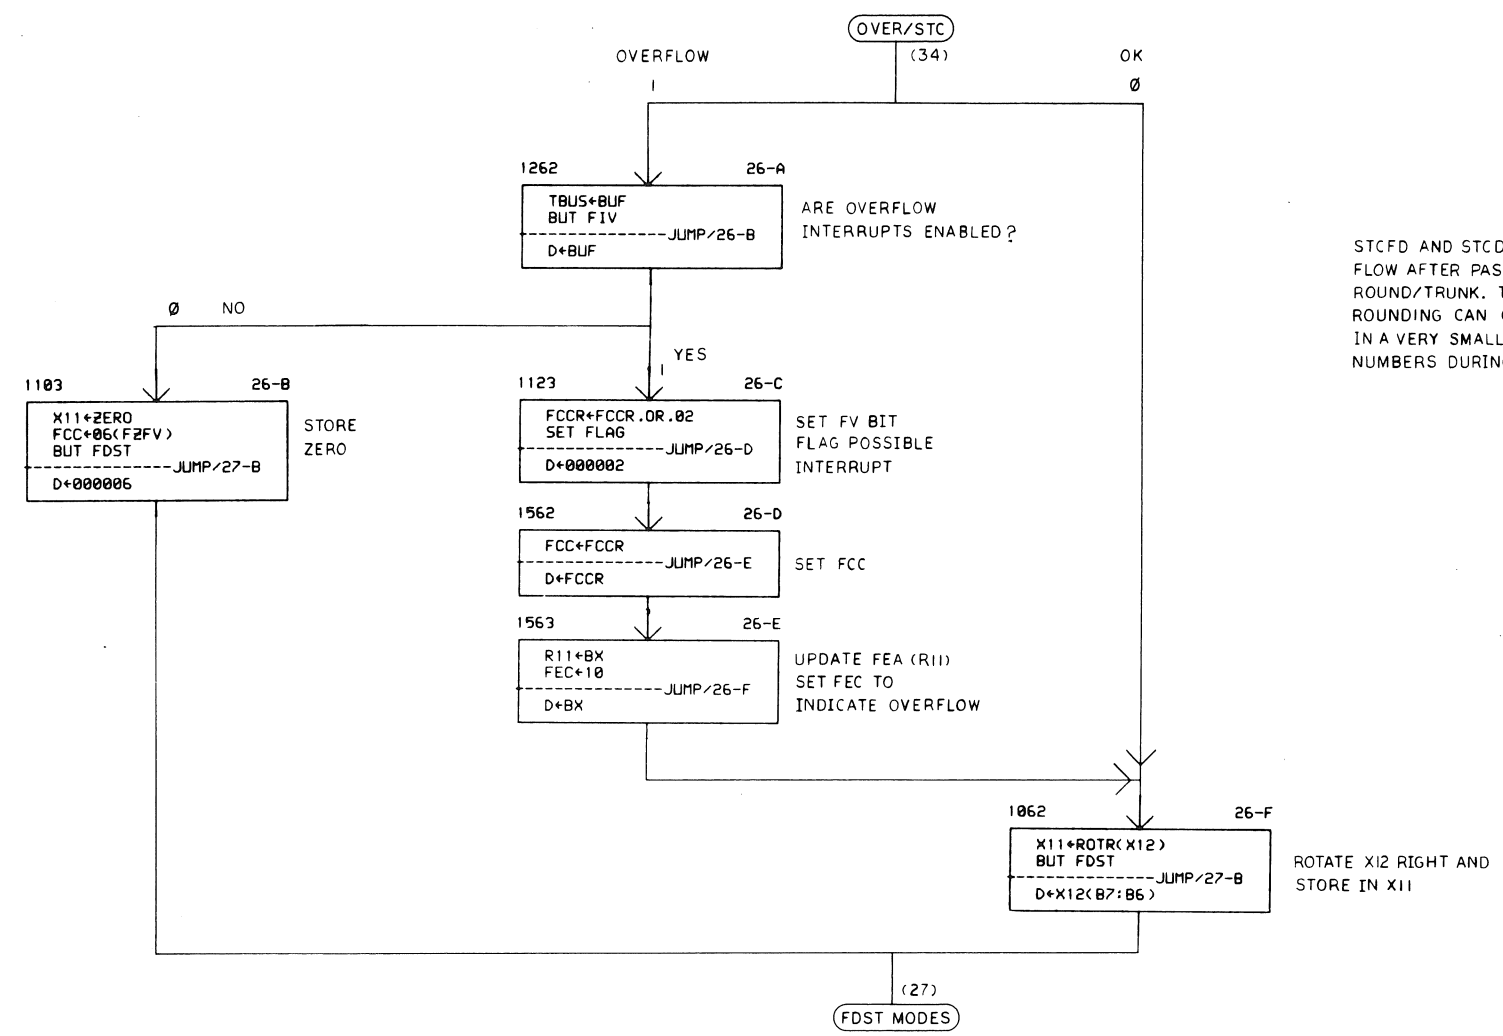 OVER/STC
(34)
OVERFLOW
1
OK
Ø
1262 26-A
TBUS←BUF
BUT FIV
JUMP/26-B
D←BUF
ARE OVERFLOW
INTERRUPTS ENABLED?
STCFD AND STCD
FLOW AFTER PAS
ROUND/TRUNK. T
ROUNDING CAN
IN A VERY SMALL
NUMBERS DURIN
Ø NO
YES
1
1103 26-B
X11←ZERO
FCC←06(FZFV)
BUT FDST
JUMP/27-B
D←000006
STORE
ZERO
1123 26-C
FCCR←FCCR.OR.02
SET FLAG
JUMP/26-D
D←000002
SET FV BIT
FLAG POSSIBLE
INTERRUPT
1562 26-D
FCC←FCCR
JUMP/26-E
D←FCCR
SET FCC
1563 26-E
R11←BX
FEC←10
JUMP/26-F
D←BX
UPDATE FEA (R11)
SET FEC TO
INDICATE OVERFLOW
1062 26-F
X11←ROTR(X12)
BUT FDST
JUMP/27-B
D←X12(B7:B6)
ROTATE X12 RIGHT AND
STORE IN X11
(27)
FDST MODES